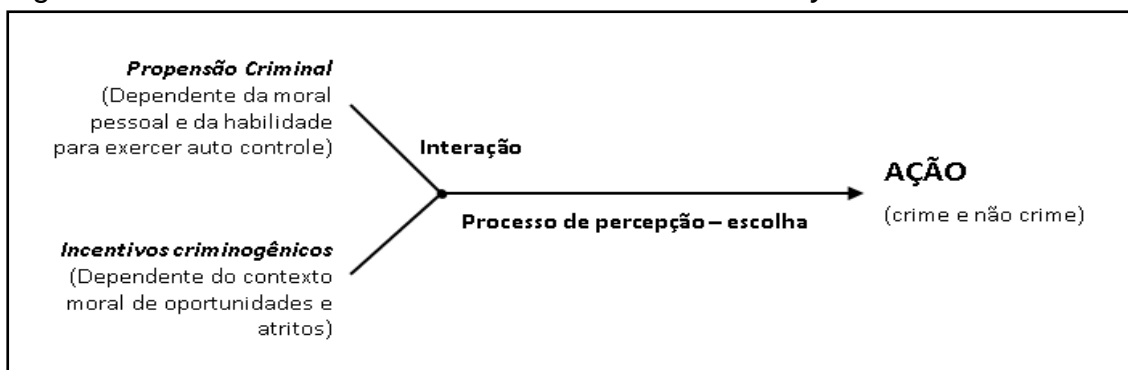 Propensão Criminal
(Dependente da moral
pessoal e da habilidade
para exercer auto controle)
Interação
AÇÃO
(crime e não crime)
Processo de percepção – escolha
Incentivos criminogênicos
(Dependente do contexto
moral de oportunidades e
atritos)